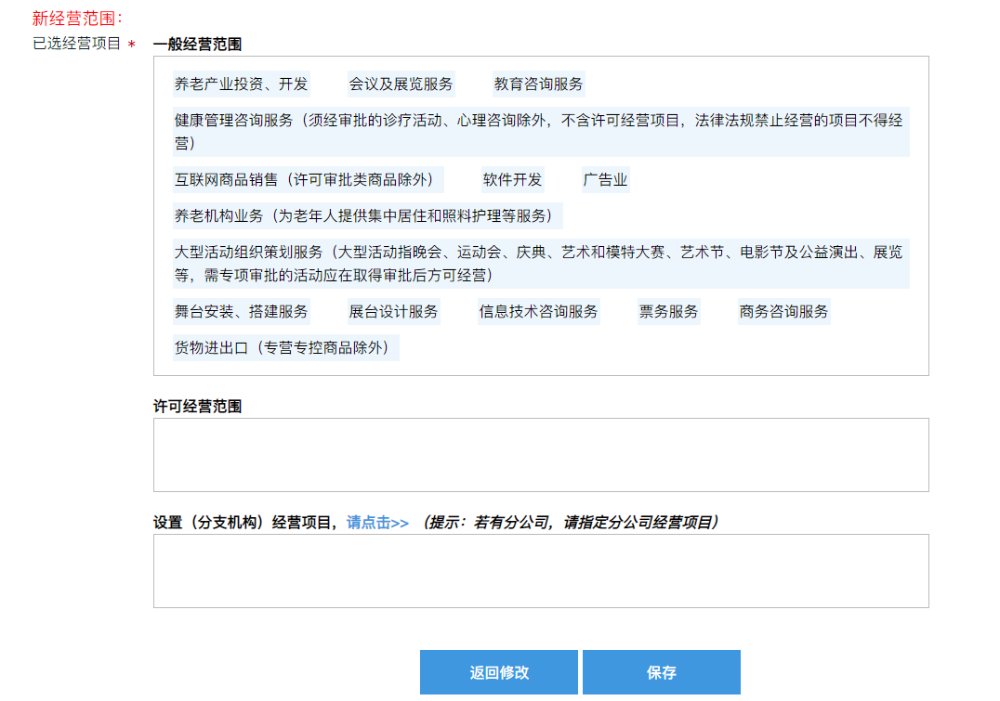 新经营范围：
已选经营项目 * 一般经营范围
养老产业投资、开发 会议及展览服务 教育咨询服务
健康管理咨询服务（须经审批的诊疗活动、心理咨询除外，不含许可经营项目，法律法规禁止经营的项目不得经
营）
互联网商品销售（许可审批类商品除外） 软件开发 广告业
养老机构业务（为老年人提供集中居住和照料护理等服务）
大型活动组织策划服务（大型活动指晚会、运动会、庆典、艺术和模特大赛、艺术节、电影节及公益演出、展览
等，需专项审批的活动应在取得审批后方可经营）
舞台安装、搭建服务 展台设计服务 信息技术咨询服务 票务服务 商务咨询服务
货物进出口（专营专控商品除外）
许可经营范围
设置（分支机构）经营项目，请点击>> （提示：若有分公司，请指定分公司经营项目）
返回修改 保存